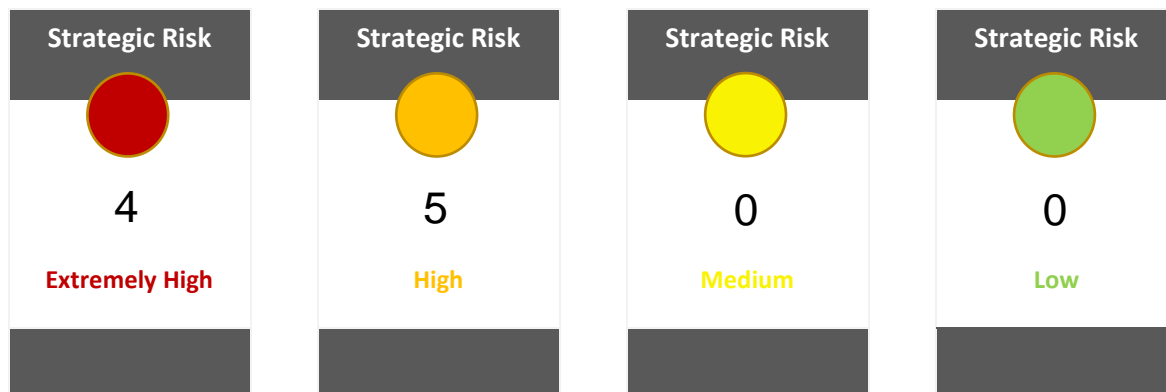 Strategic Risk
4
Extremely High
Strategic Risk
5
High
Strategic Risk
0
Medium
Strategic Risk
0
Low